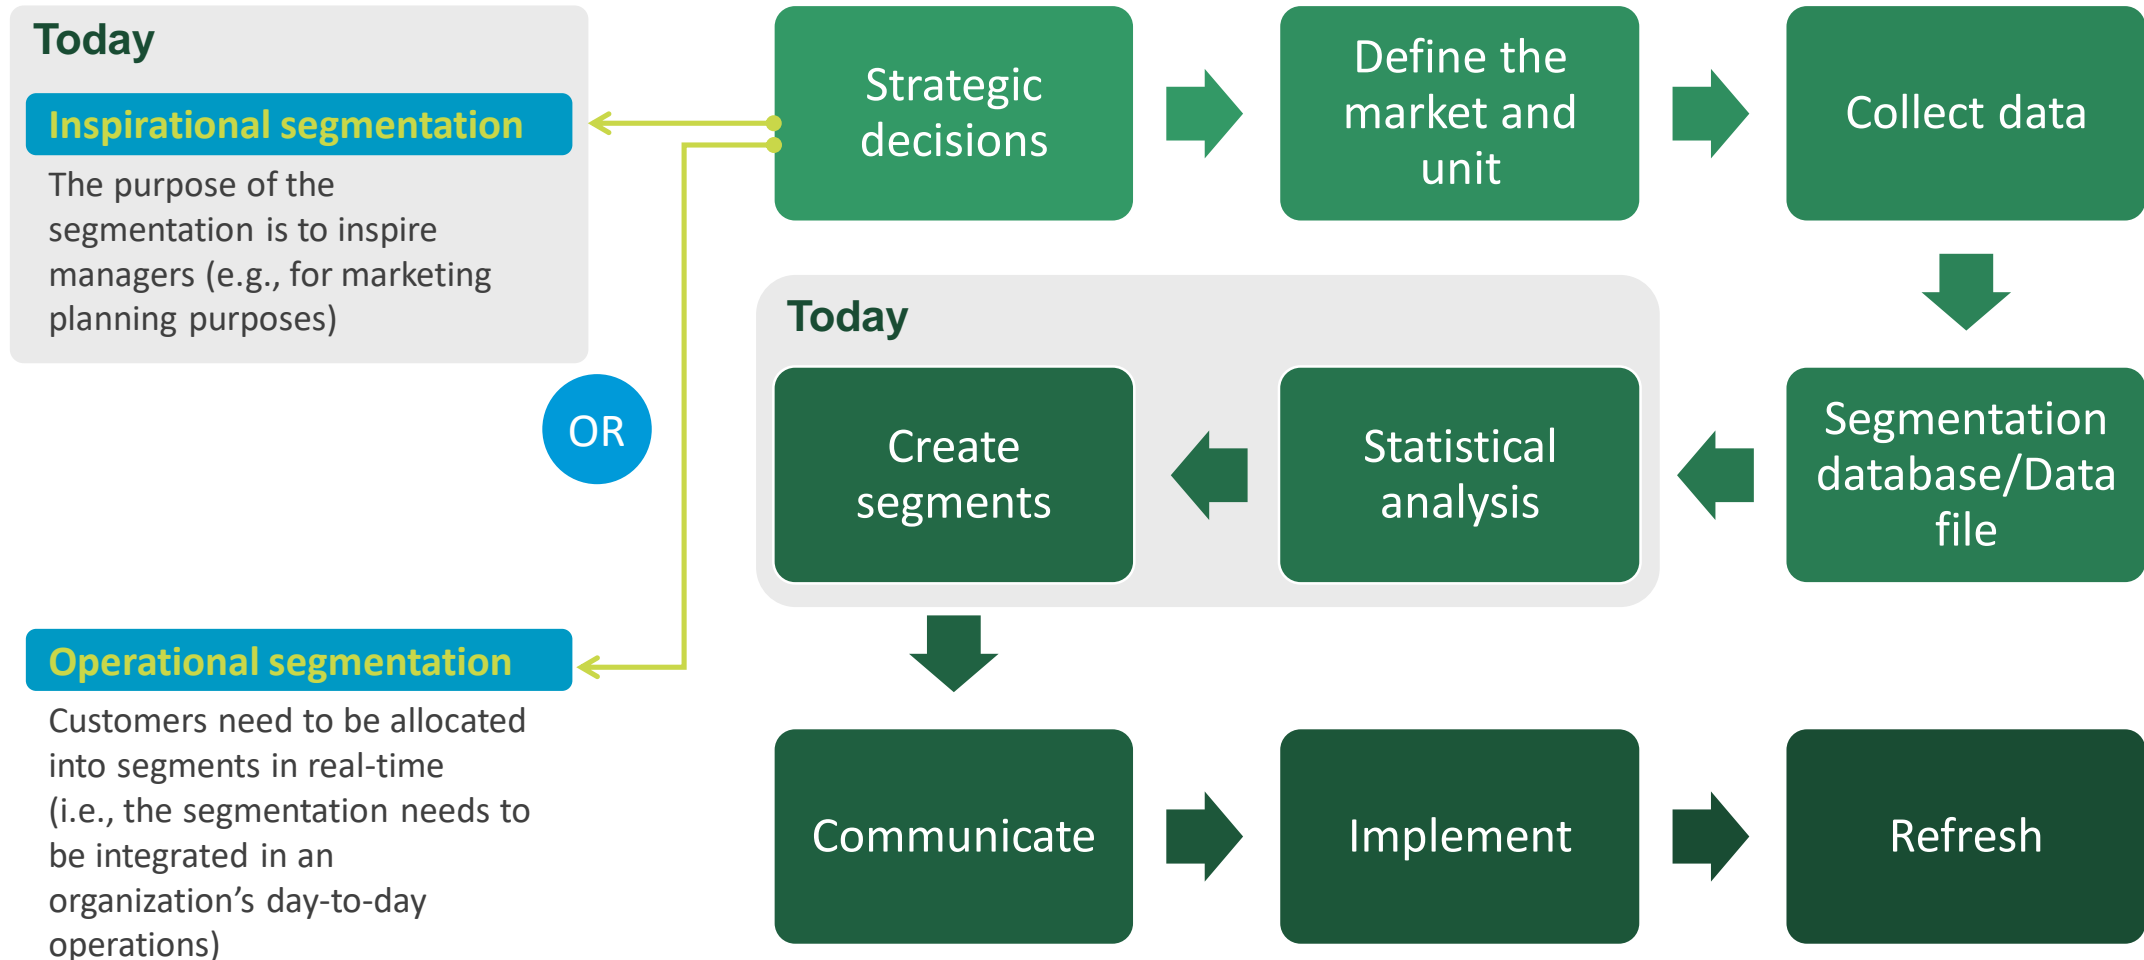 Today
Inspirational segmentation
The purpose of the
segmentation is to inspire
managers (e.g., for marketing
planning purposes)
OR
Operational segmentation
Customers need to be allocated
into segments in real-time
(i.e., the segmentation needs to
be integrated in an
organization’s day-to-day
operations)
Strategic
decisions
Define the
market and
unit
Collect data
Segmentation
database/Data
file
Today
Statistical
analysis
Create
segments
Communicate
Implement
Refresh